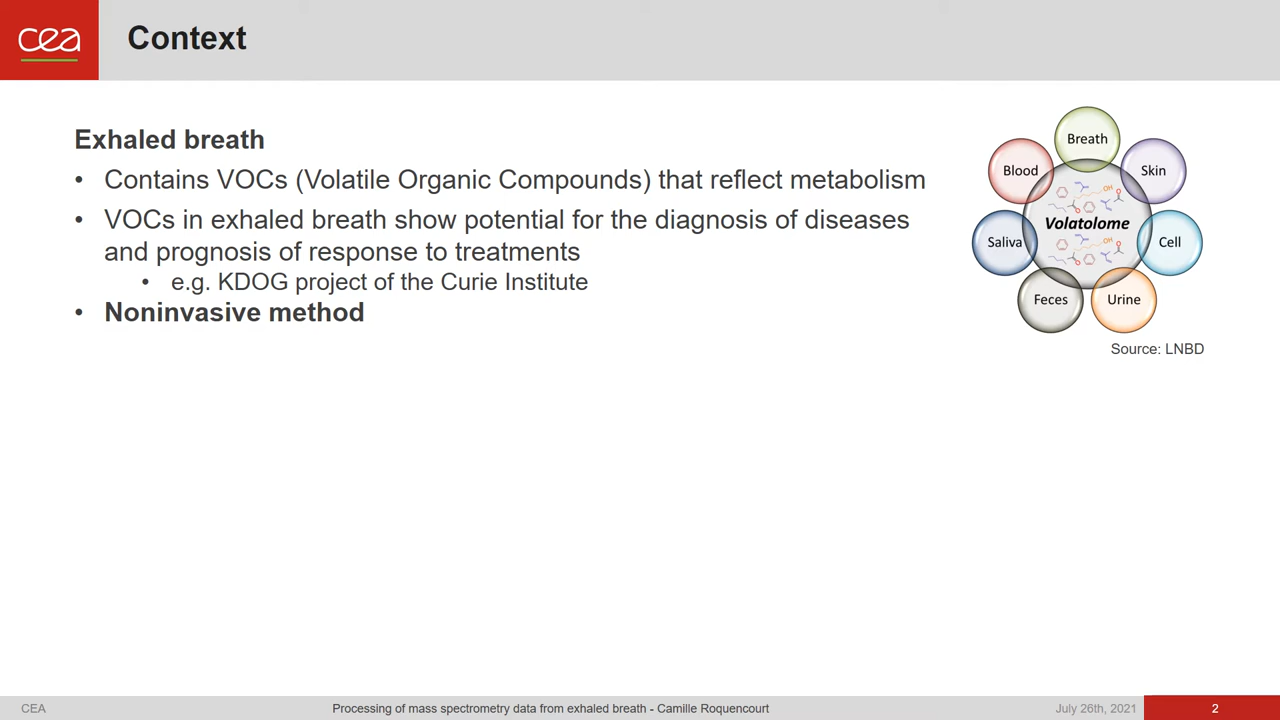 cea
Context
Exhaled breath
• Contains VOCs (Volatile Organic Compounds) that reflect metabolism
• VOCs in exhaled breath show potential for the diagnosis of diseases
and prognosis of response to treatments
• e.g. KDOG project of the Curie Institute
• Noninvasive method
Breath
Blood
Skin
Volatolome
Saliva
Cell
Feces
Urine
Source: LNBD
CEA
Processing of mass spectrometry data from exhaled breath - Camille Roquencourt
July 26th, 2021
2